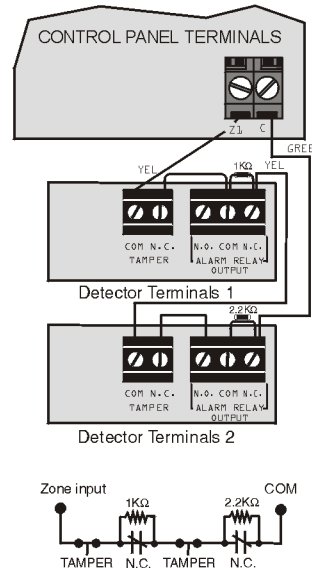 CONTROL PANEL TERMINALS
Z1 C
GREE
YEL 1KΩ YEL
COM N.C. N.O. COM N.C.
TAMPER ALARM RELAY
OUTPUT
Detector Terminals 1
2.2KΩ
COM N.C. N.O. COM N.C.
TAMPER ALARM RELAY
OUTPUT
Detector Terminals 2
Zone input COM
1KΩ 2.2KΩ
TAMPER N.C. TAMPER N.C.